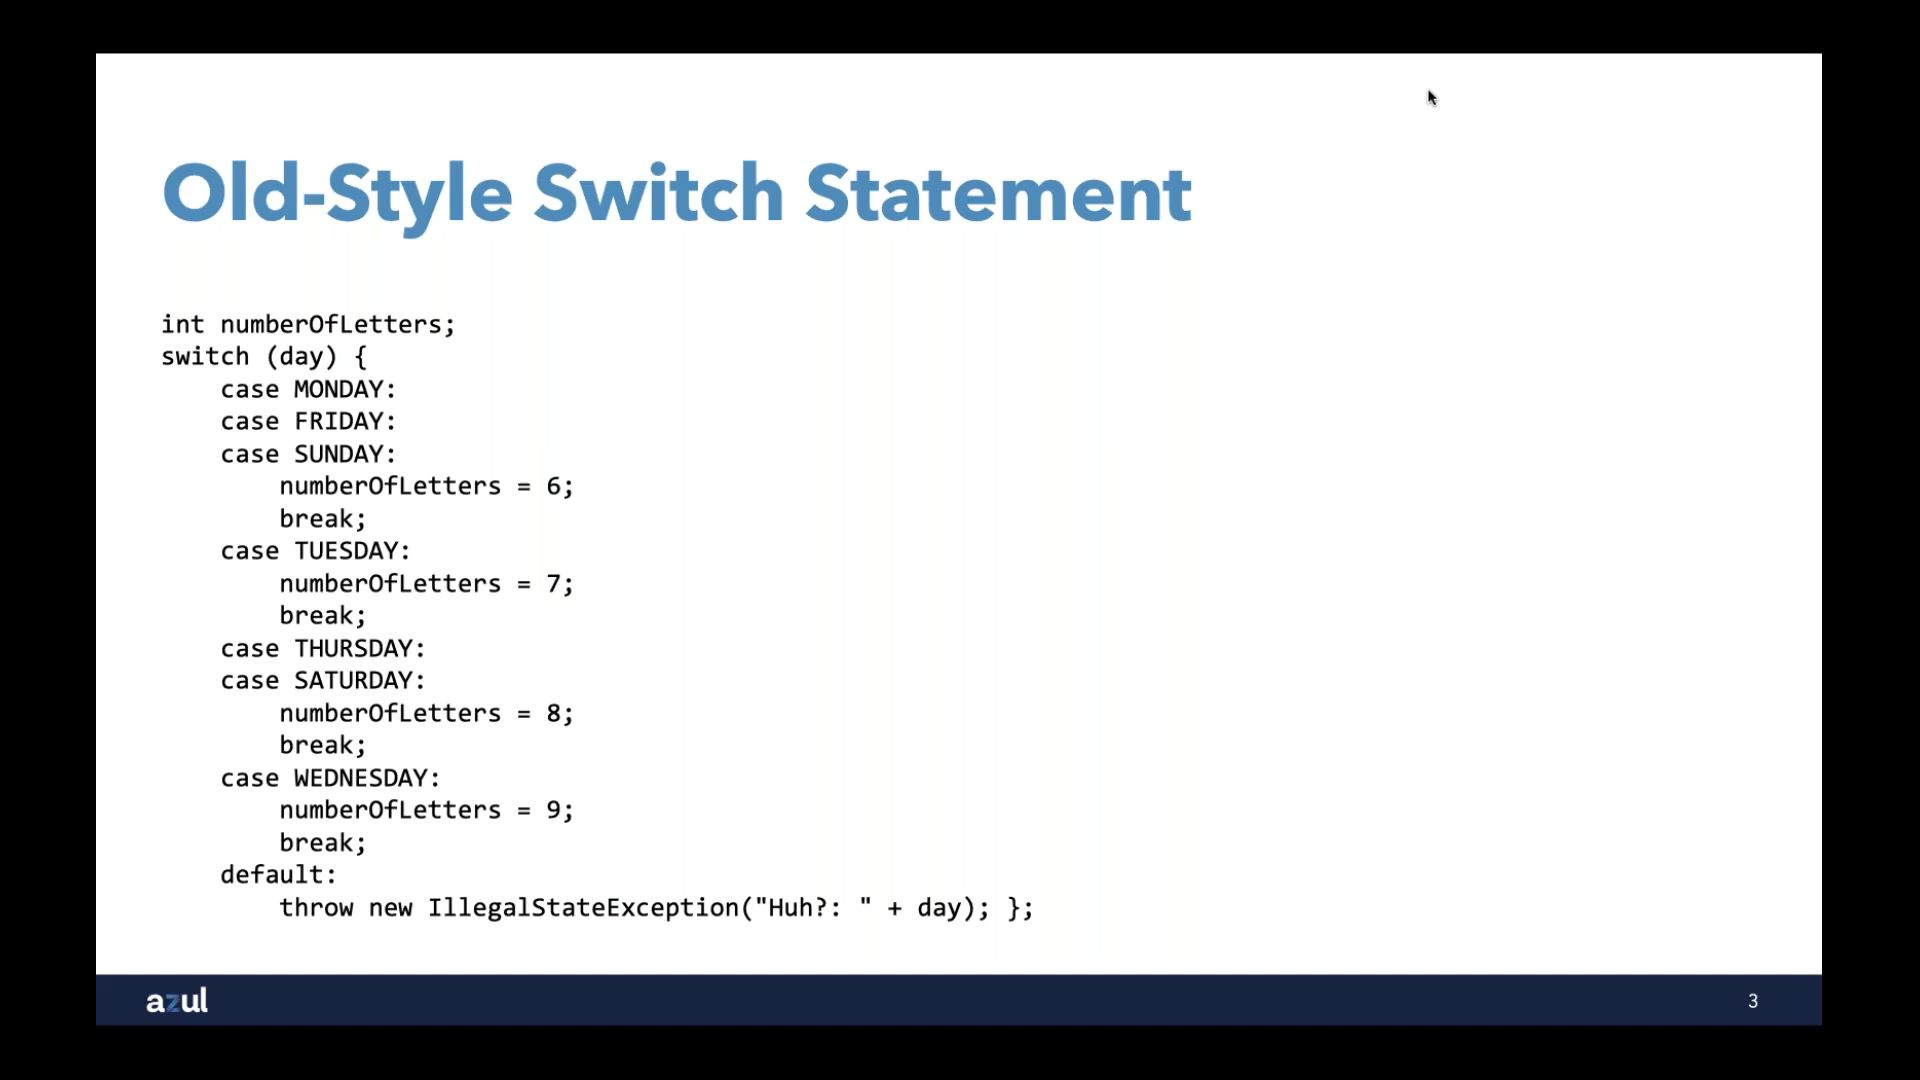 Old-Style Switch Statement
int numberOfLetters;
switch (day) {
    case MONDAY:
    case FRIDAY:
    case SUNDAY:
        numberOfLetters = 6;
        break;
    case TUESDAY:
        numberOfLetters = 7;
        break;
    case THURSDAY:
    case SATURDAY:
        numberOfLetters = 8;
        break;
    case WEDNESDAY:
        numberOfLetters = 9;
        break;
    default:
        throw new IllegalStateException("Huh?: " + day); };
azul
3